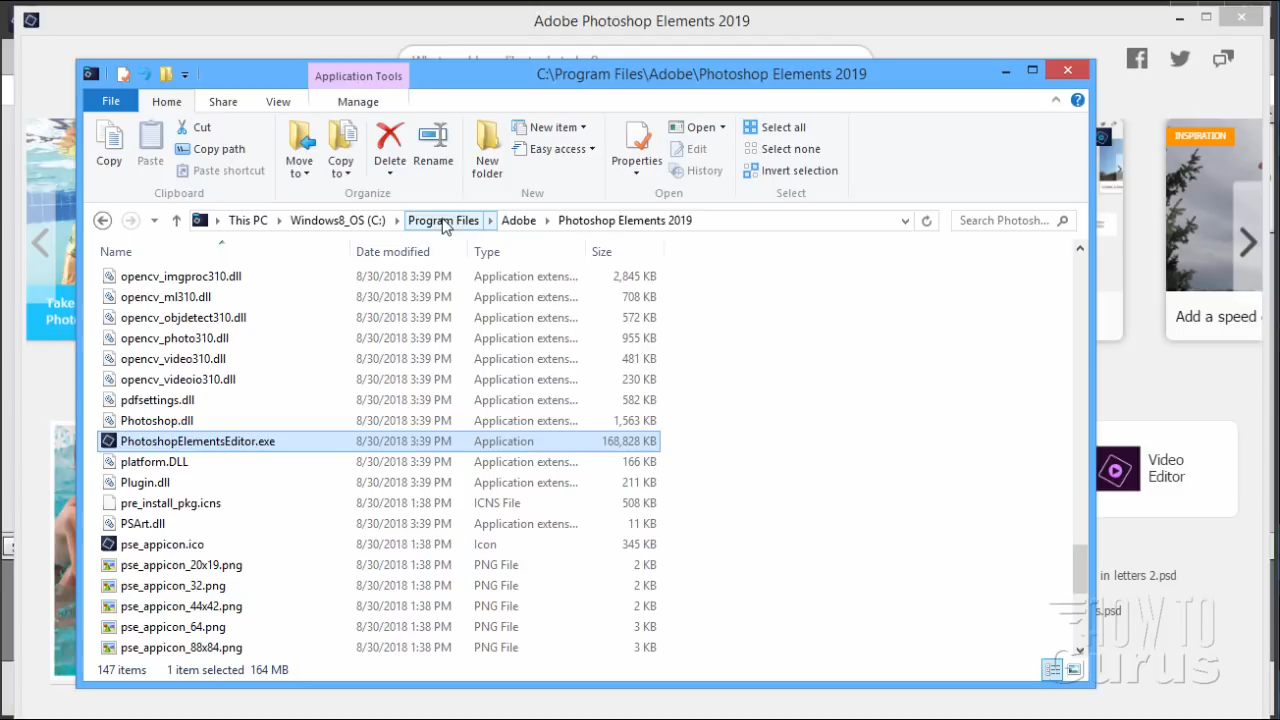 Adobe Photoshop Elements 2019
Application Tools
C:\Program Files\Adobe\Photoshop Elements 2019
File Home Share View Manage
Copy
Paste
Cut
Copy path
Paste shortcut
Clipboard
Move to
Copy to
Delete
Rename
Organize
New folder
New item
Easy access
New
Properties
Open
Edit
History
Open
Select all
Select none
Invert selection
Select
This PC Windows8_OS (C:) Program Files Adobe Photoshop Elements 2019 Search Photosh...
Name Date modified Type Size
opencv_imgproc310.dll 8/30/2018 3:39 PM Application extens... 2,845 KB
opencv_ml310.dll 8/30/2018 3:39 PM Application extens... 708 KB
opencv_objdetect310.dll 8/30/2018 3:39 PM Application extens... 572 KB
opencv_photo310.dll 8/30/2018 3:39 PM Application extens... 955 KB
opencv_video310.dll 8/30/2018 3:39 PM Application extens... 481 KB
opencv_videoio310.dll 8/30/2018 3:39 PM Application extens... 230 KB
pdfsettings.dll 8/30/2018 3:39 PM Application extens... 582 KB
Photoshop.dll 8/30/2018 3:39 PM Application extens... 1,563 KB
PhotoshopElementsEditor.exe 8/30/2018 3:39 PM Application 168,828 KB
platform.DLL 8/30/2018 3:39 PM Application extens... 166 KB
Plugin.dll 8/30/2018 3:39 PM Application extens... 211 KB
pre_install_pkg.icns 8/30/2018 1:38 PM ICNS File 508 KB
PSArt.dll 8/30/2018 3:39 PM Application extens... 11 KB
pse_appicon.ico 8/30/2018 1:38 PM Icon 345 KB
pse_appicon_20x19.png 8/30/2018 1:38 PM PNG File 2 KB
pse_appicon_32.png 8/30/2018 1:38 PM PNG File 2 KB
pse_appicon_44x42.png 8/30/2018 1:38 PM PNG File 2 KB
pse_appicon_64.png 8/30/2018 1:38 PM PNG File 3 KB
pse_appicon_88x84.png 8/30/2018 1:38 PM PNG File 3 KB
147 items 1 item selected 164 MB
Take
Photo
INSPIRATION
Add a speed
Video
Editor
in letters 2.psd
s.psd
HOW TO
Gurus